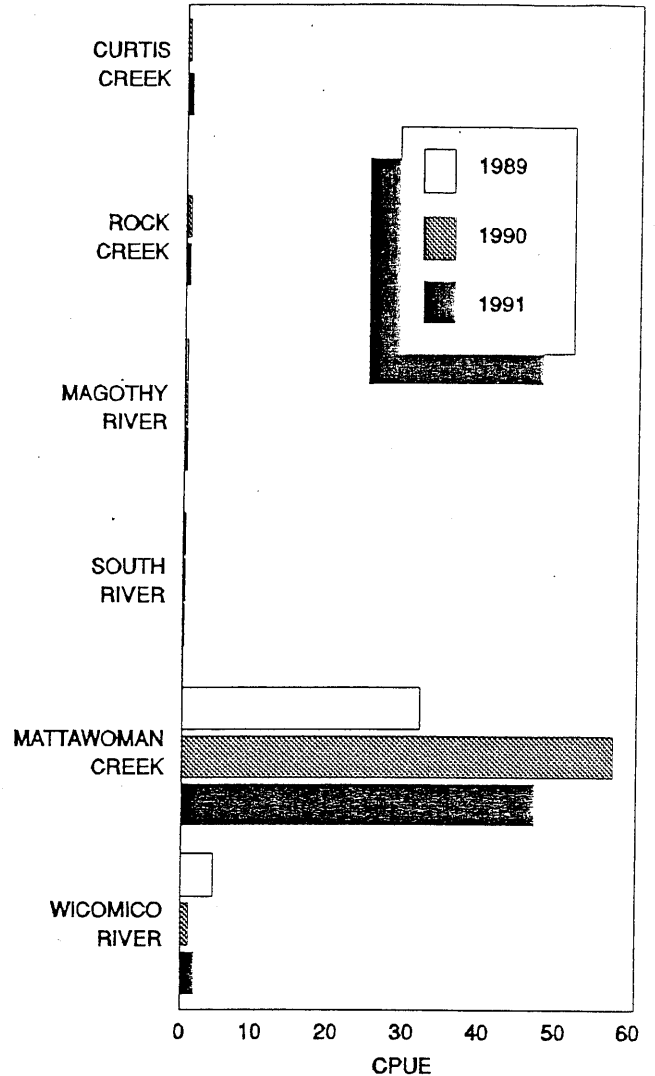 CURTIS
CREEK
1989
1990
1991
ROCK
CREEK
MAGOTHY
RIVER
SOUTH
RIVER
MATTAWOMAN
CREEK
WICOMICO
RIVER
0 10 20 30 40 50 60
CPUE